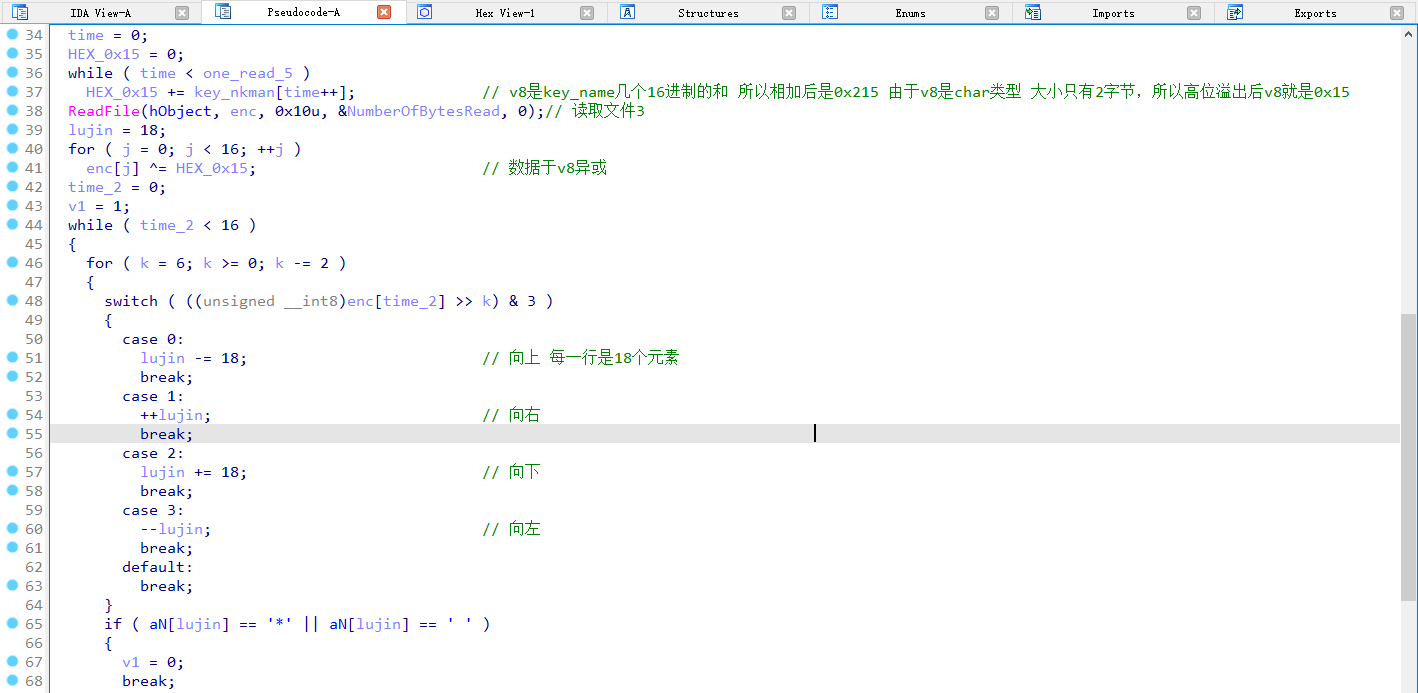 IDA View-A Pseudocode-A Hex View-1 Structures Enums Imports Exports
34 time = 0;
35 HEX_0x15 = 0;
36 while ( time < one_read_5 )
37 HEX_0x15 += key_nkman[time++]; // v8是key_name几个16进制的和 所以相加后是0x215 由于v8是char类型 大小只有2字节，所以高位溢出后v8就是0x15
38 ReadFile(hObject, enc, 0x10u, &NumberOfBytesRead, 0);// 读取文件3
39 lujin = 18;
40 for ( j = 0; j < 16; ++j )
41 enc[j] ^= HEX_0x15; // 数据于v8异或
42 time_2 = 0;
43 v1 = 1;
44 while ( time_2 < 16 )
45 {
46 for ( k = 6; k >= 0; k -= 2 )
47 {
48 switch ( ((unsigned __int8)enc[time_2] >> k) & 3 )
49 {
50 case 0:
51 lujin -= 18; // 向上 每一行是18个元素
52 break;
53 case 1:
54 ++lujin; // 向右
55 break;
56 case 2:
57 lujin += 18; // 向下
58 break;
59 case 3:
60 --lujin; // 向左
61 break;
62 default:
63 break;
64 }
65 if ( aN[lujin] == '*' || aN[lujin] == ' ' )
66 {
67 v1 = 0;
68 break;